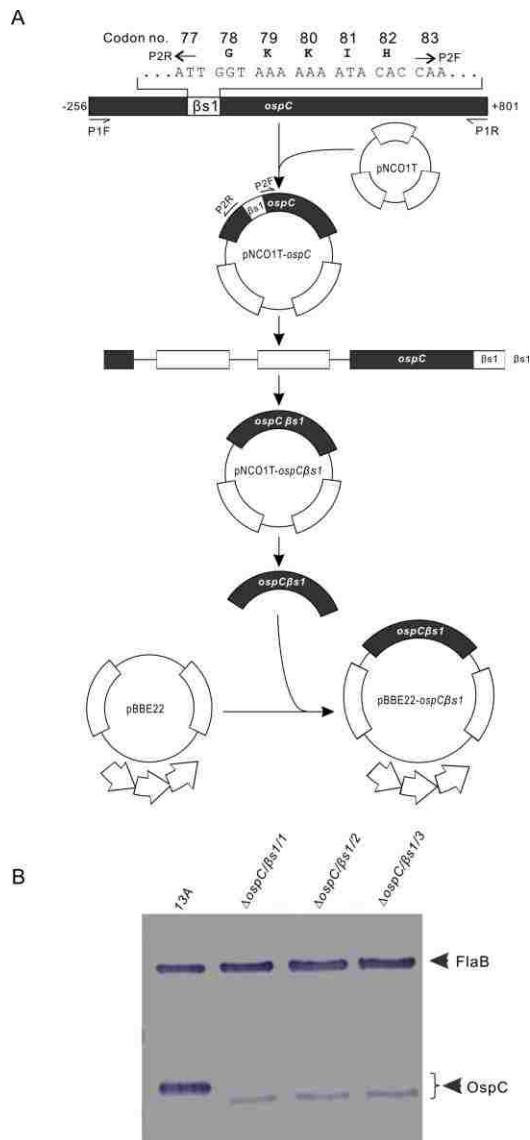 A
Codon no. 77 78 79 80 81 82 83
P2R G K K I H P2F
...ATT GGT AAA AAA ATA CAC CAA...
-256 βs1 ospC +801
P1F P1R
pNCO1T
P2R βs1 P2F ospC
pNCO1T-ospC
ospC βs1 βs1
ospC βs1
pNCO1T-ospCβs1
ospCβs1
pBBE22
ospCβs1
pBBE22-ospCβs1
B
13A ΔospC/βs1/1 ΔospC/βs1/2 ΔospC/βs1/3
FlaB
OspC